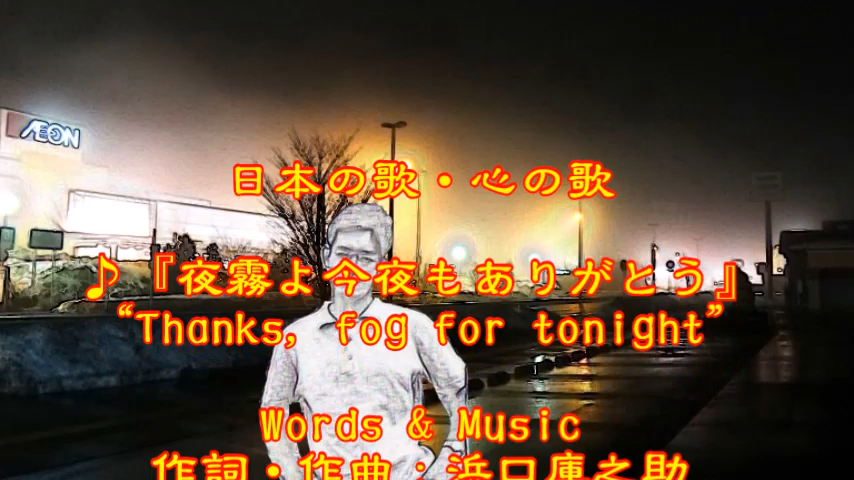 ÆON
日本の歌・心の歌
♪『夜霧よ今夜もありがとう』
“Thanks, fog for tonight”
Words & Music
作詞・作曲：浜口庫之助